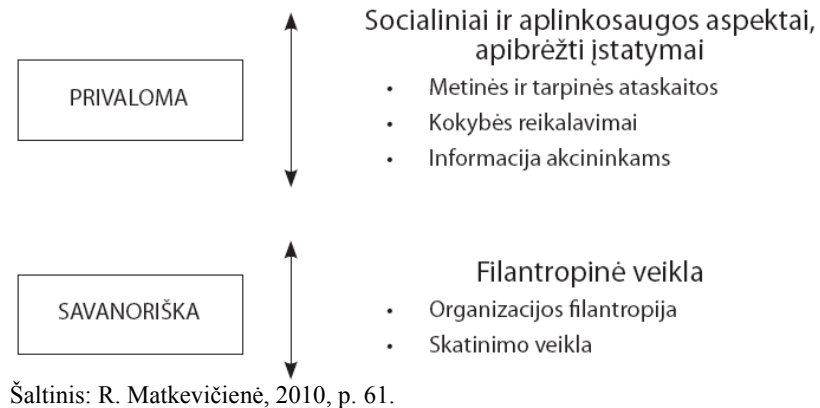 Socialiniai ir aplinkosaugos aspektai,
apibrėžti įstatymai
PRIVALOMA
• Metinės ir tarpinės ataskaitos
• Kokybės reikalavimai
• Informacija akcininkams
Filantropinė veikla
SAVANORIŠKA
• Organizacijos filantropija
• Skatinimo veikla
Šaltinis: R. Matkevičienė, 2010, p. 61.